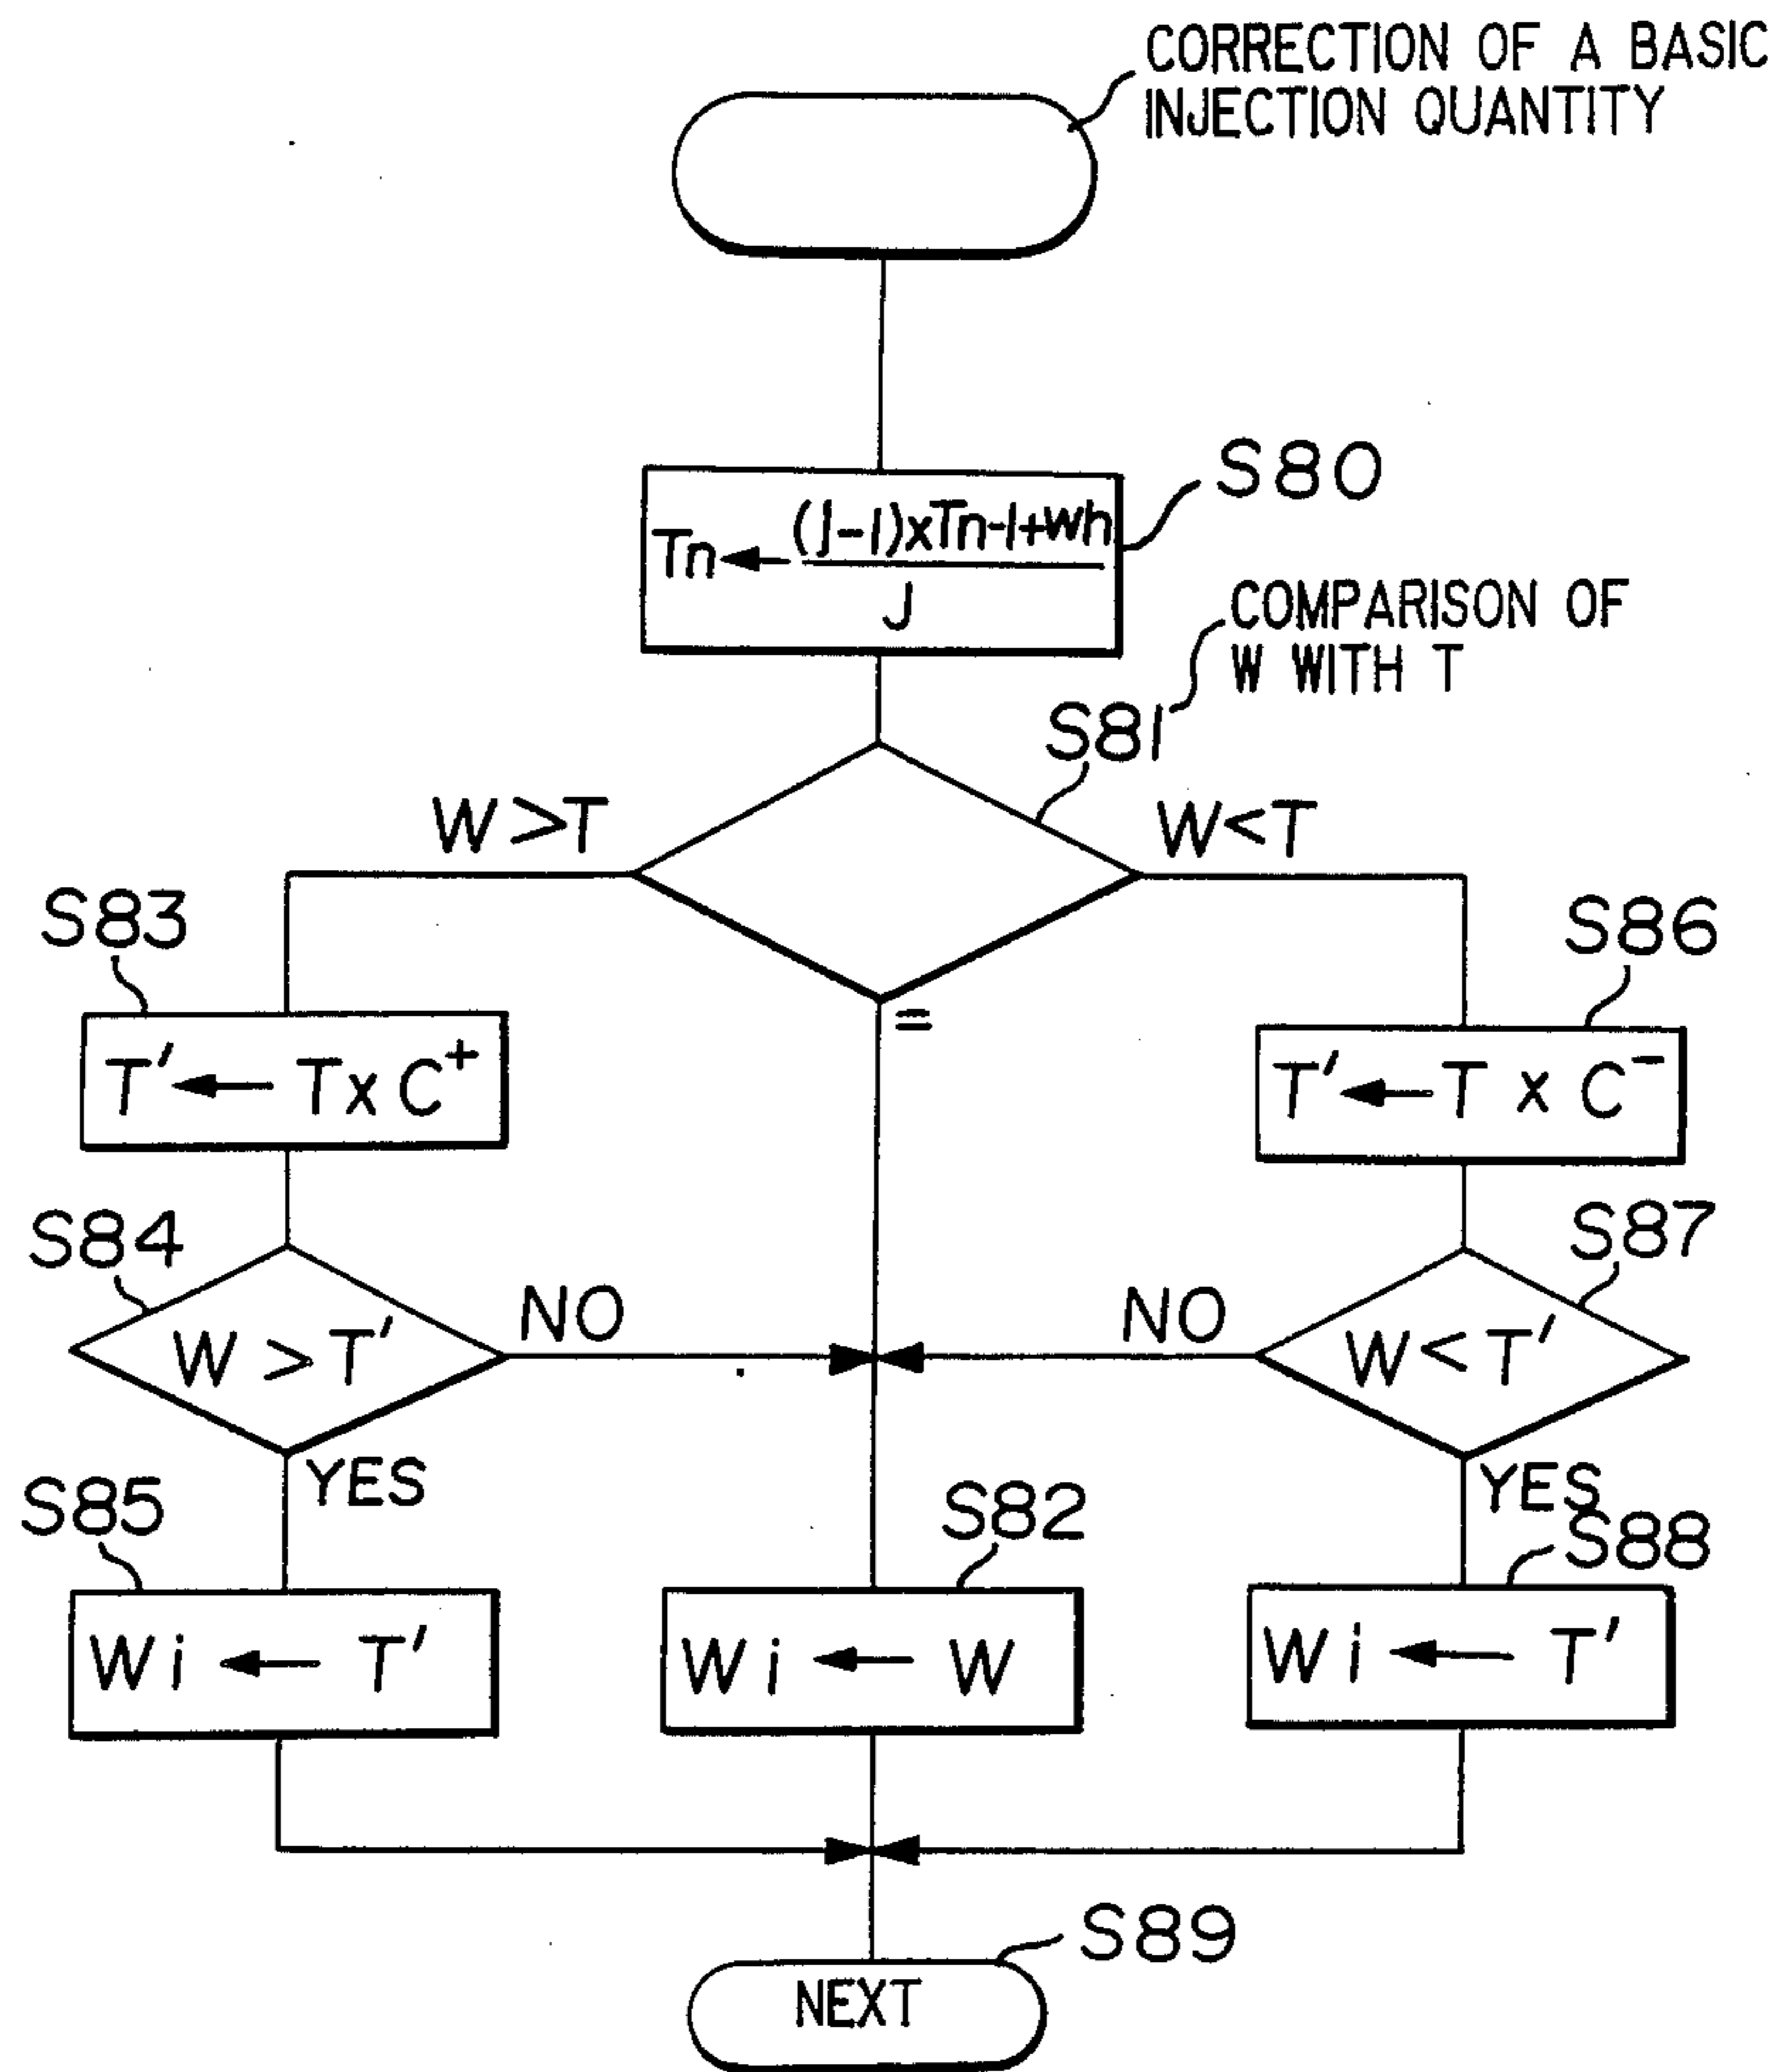 CORRECTION OF A BASIC
INJECTION QUANTITY
S80
Tn ← (J-1)xTn-1+Wn
J
COMPARISON OF
W WITH T
S81
W>T
W<T
=
S83
T' ← TxC+
S86
T' ← T x C-
S84
W > T'
NO
YES
S87
W < T'
NO
YES
S85
Wi ← T'
S82
Wi ← W
S88
Wi ← T'
S89
NEXT